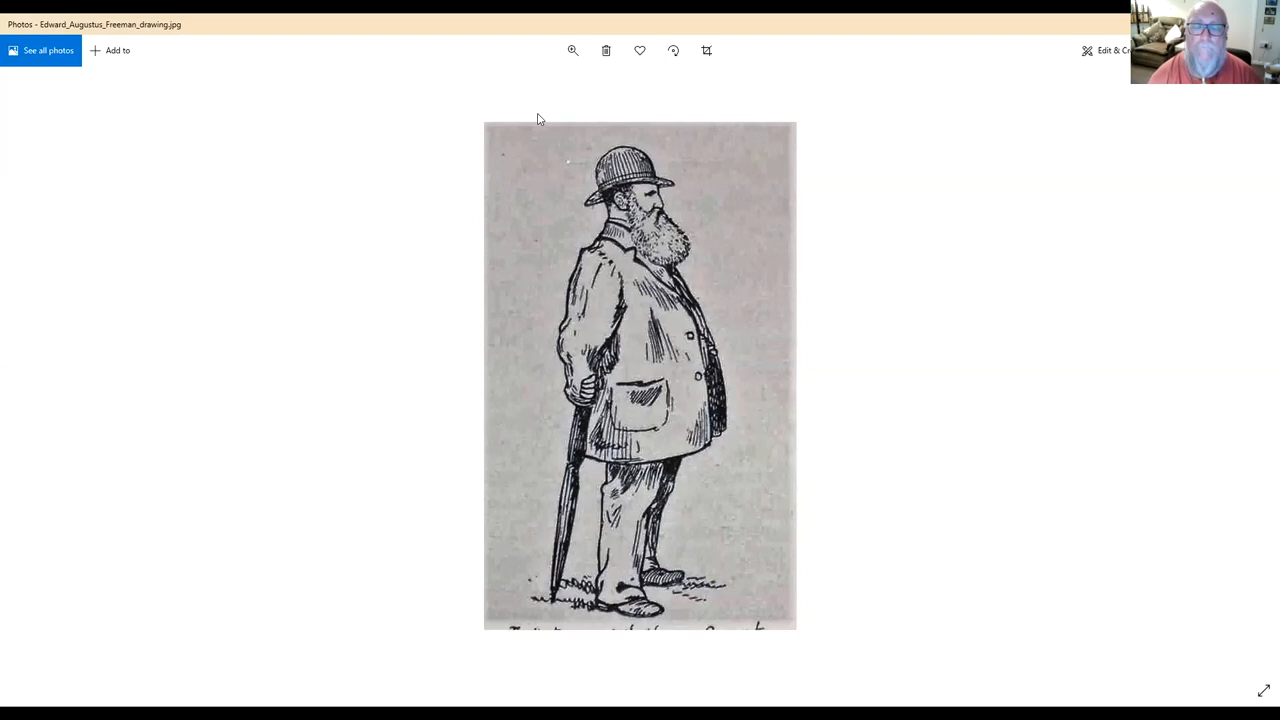 Photos - Edward_Augustus_Freeman_drawing.jpg
See all photos
Add to
Edit & Cr